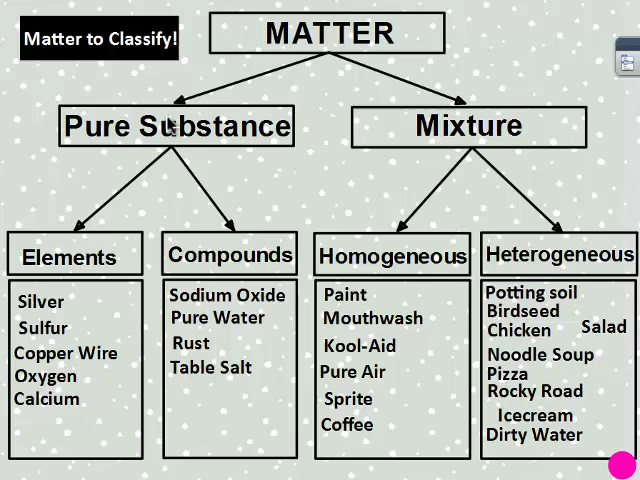 Matter to Classify!
MATTER
Pure Substance
Mixture
Elements
Compounds
Homogeneous
Heterogeneous
Silver
Sulfur
Copper Wire
Oxygen
Calcium
Sodium Oxide
Pure Water
Rust
Table Salt
Paint
Mouthwash
Kool-Aid
Pure Air
Sprite
Coffee
Potting soil
Birdseed
Chicken
Salad
Noodle Soup
Pizza
Rocky Road
Icecream
Dirty Water